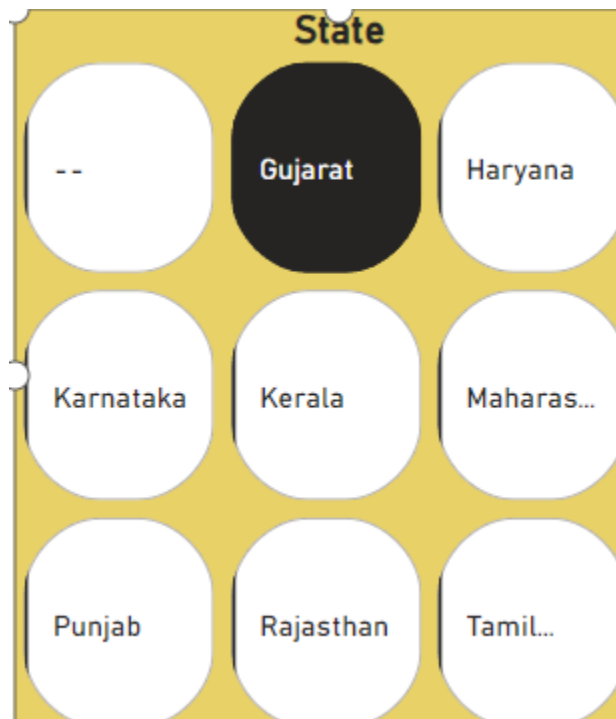 State
--
Gujarat
Haryana
Karnataka
Kerala
Maharas...
Punjab
Rajasthan
Tamil...